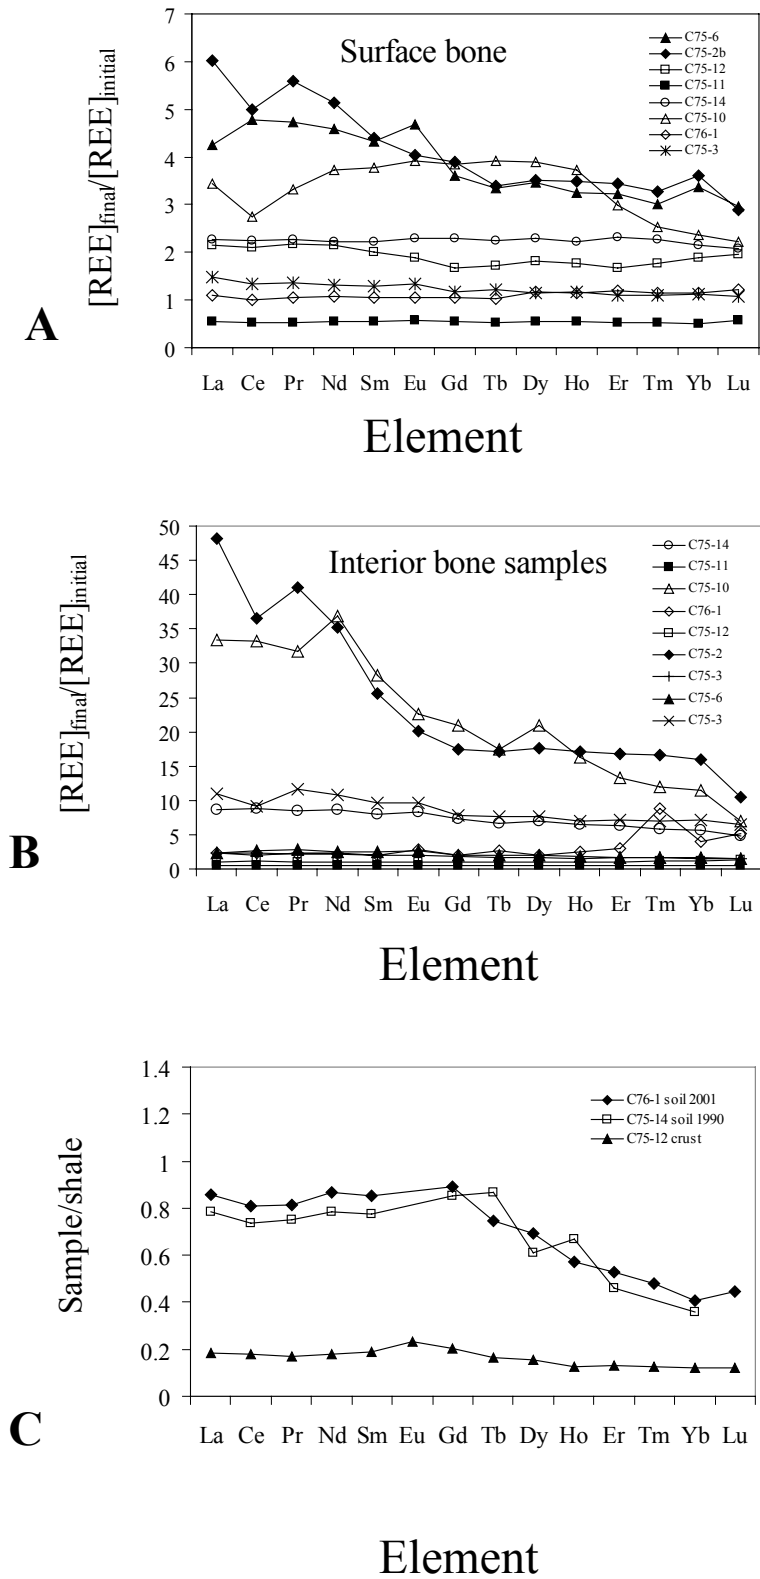 7
6
5
4
3
2
1
0
[REE]final/[REE]initial
Surface bone
C75-6
C75-2b
C75-12
C75-11
C75-14
C75-10
C76-1
C75-3
A
La Ce Pr Nd Sm Eu Gd Tb Dy Ho Er Tm Yb Lu
Element
50
45
40
35
30
25
20
15
10
5
0
[REE]final/[REE]initial
Interior bone samples
C75-14
C75-11
C75-10
C76-1
C75-12
C75-2
C75-3
C75-6
C75-3
B
La Ce Pr Nd Sm Eu Gd Tb Dy Ho Er Tm Yb Lu
Element
1.4
1.2
1
0.8
0.6
0.4
0.2
0
Sample/shale
C76-1 soil 2001
C75-14 soil 1990
C75-12 crust
C
La Ce Pr Nd Sm Eu Gd Tb Dy Ho Er Tm Yb Lu
Element